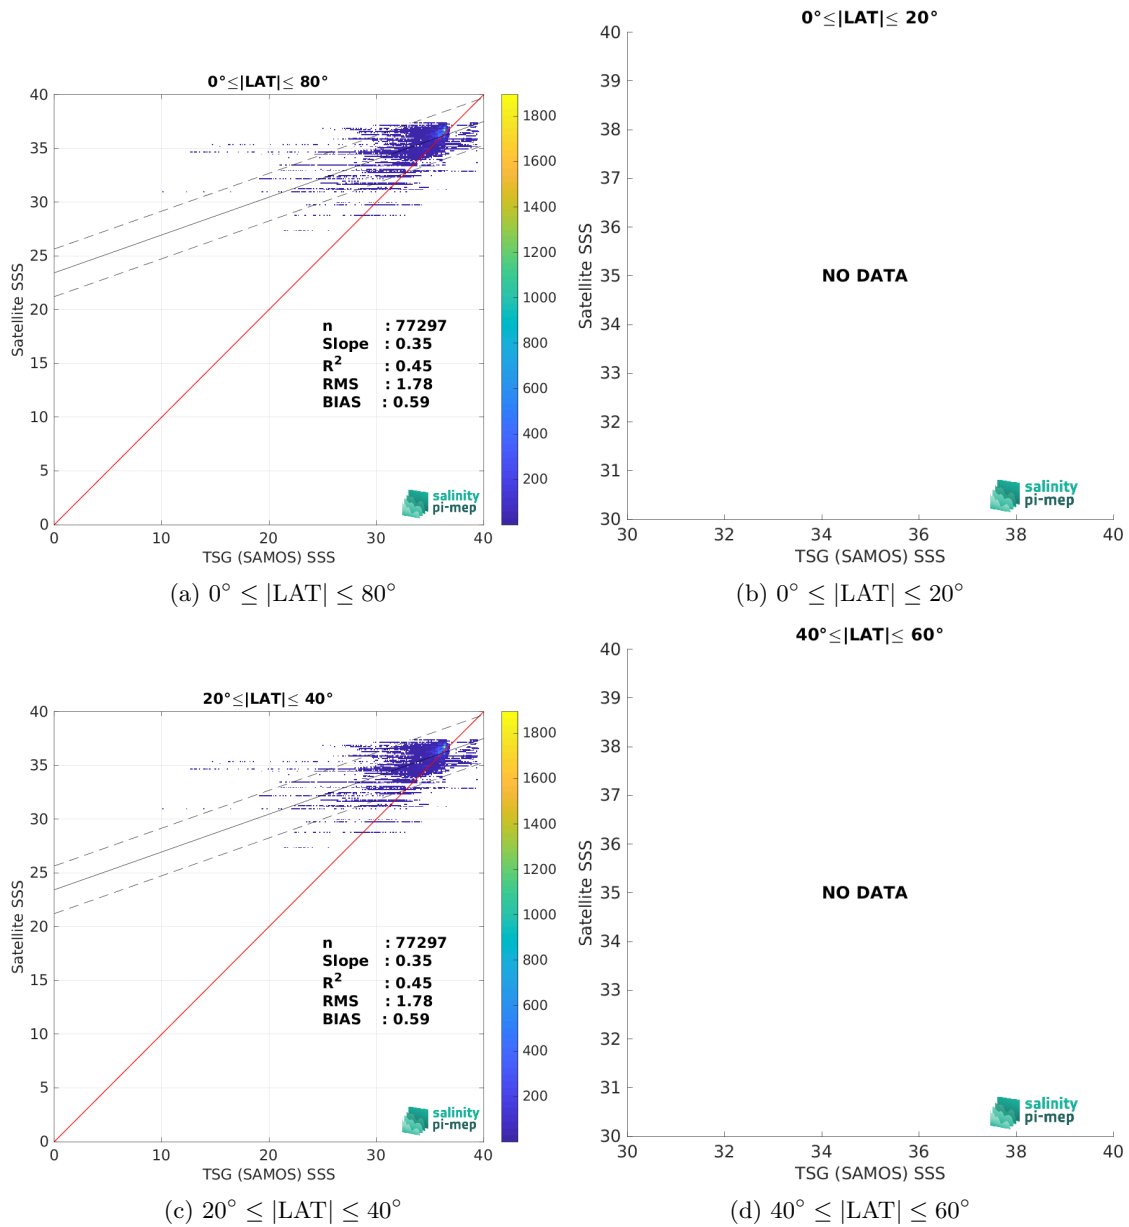 0°≤|LAT|≤ 80°
40
35
30
25
20
15
10
5
0
Satellite SSS
n : 77297
Slope : 0.35
R² : 0.45
RMS : 1.78
BIAS : 0.59
salinity
pi-mep
0 10 20 30 40
TSG (SAMOS) SSS
1800
1600
1400
1200
1000
800
600
400
200
(a) 0° ≤ |LAT| ≤ 80°
0°≤|LAT|≤ 20°
40
39
38
37
36
35
34
33
32
31
30
Satellite SSS
NO DATA
salinity
pi-mep
30 32 34 36 38 40
TSG (SAMOS) SSS
(b) 0° ≤ |LAT| ≤ 20°
20°≤|LAT|≤ 40°
40
35
30
25
20
15
10
5
0
Satellite SSS
n : 77297
Slope : 0.35
R² : 0.45
RMS : 1.78
BIAS : 0.59
salinity
pi-mep
0 10 20 30 40
TSG (SAMOS) SSS
1800
1600
1400
1200
1000
800
600
400
200
(c) 20° ≤ |LAT| ≤ 40°
40°≤|LAT|≤ 60°
40
39
38
37
36
35
34
33
32
31
30
Satellite SSS
NO DATA
salinity
pi-mep
30 32 34 36 38 40
TSG (SAMOS) SSS
(d) 40° ≤ |LAT| ≤ 60°